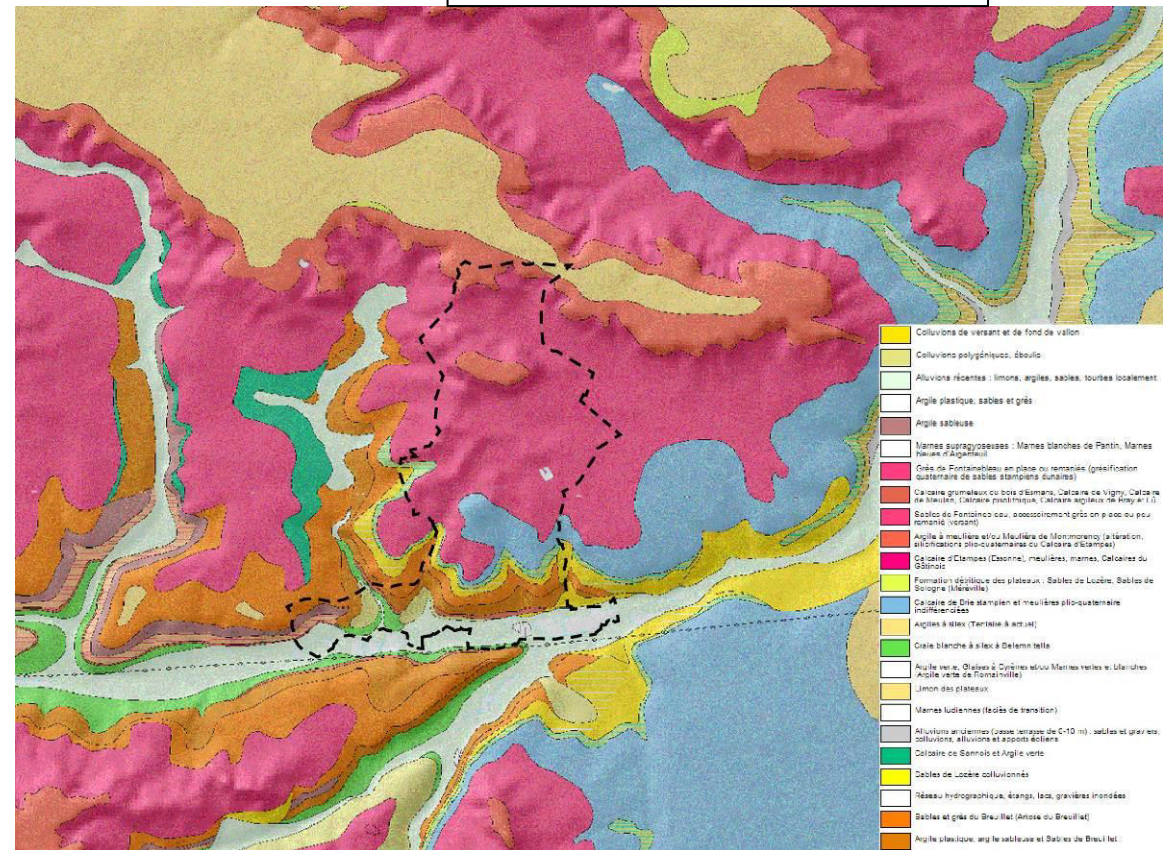 Colluvions de versant et de fond de vallon
Colluvions polygéniques, éboulis
Alluvions récentes : limons, argiles, sables, tourbes localement
Argile plastique, sables et grès
Argile sableuse
Marnes supragypseuses : Marnes blanches de Pantin, Marnes
bleues d'Argenteuil
Grès de Fontainebleau en place ou remaniés (grésification
quaternaire de sables stampiens dunaires)
Calcaire grumeleux du bois d'Esmans, Calcaire de Vigny, Calcaire
de Meulan, Calcaire pisolithique, Calcaire argileux de Bray et
Sables de Fontainebleau, accessoirement grès en place ou peu
remanié (versant)
Argile à meulière et/ou Meulière de Montmorency (altération,
silicifications plio-quaternaires du Calcaire d'Etampes)
Calcaire d'Etampes (Essonne), meulières, marnes, Calcaires du
Gâtinais
Formation détritique des plateaux : Sables de Lozère, Sables de
Sologne (Méréville)
Calcaire de Brie stampien et meulières plio-quaternaire
indifférenciées
Argiles à silex (Tertiaire à actuel)
Craie blanche à silex à Belemnitella
Argile verte, Glaises à Cyrènes et/ou Marnes vertes et blanches
(Argile verte de Romainville)
Limon des plateaux
Marnes ludiennes (faciès de transition)
Alluvions anciennes (basse terrasse de 0-10 m) : sables et graviers,
colluvions, alluvions et apports éoliens
Calcaire de Sannois et Argile verte
Sables de Lozère colluvionnés
Réseau hydrographique, étangs, lacs, gravières inondées
Sables et grès du Breuillet (Arkose du Breuillet)
Argile plastique, argile sableuse et Sables de Breuillet